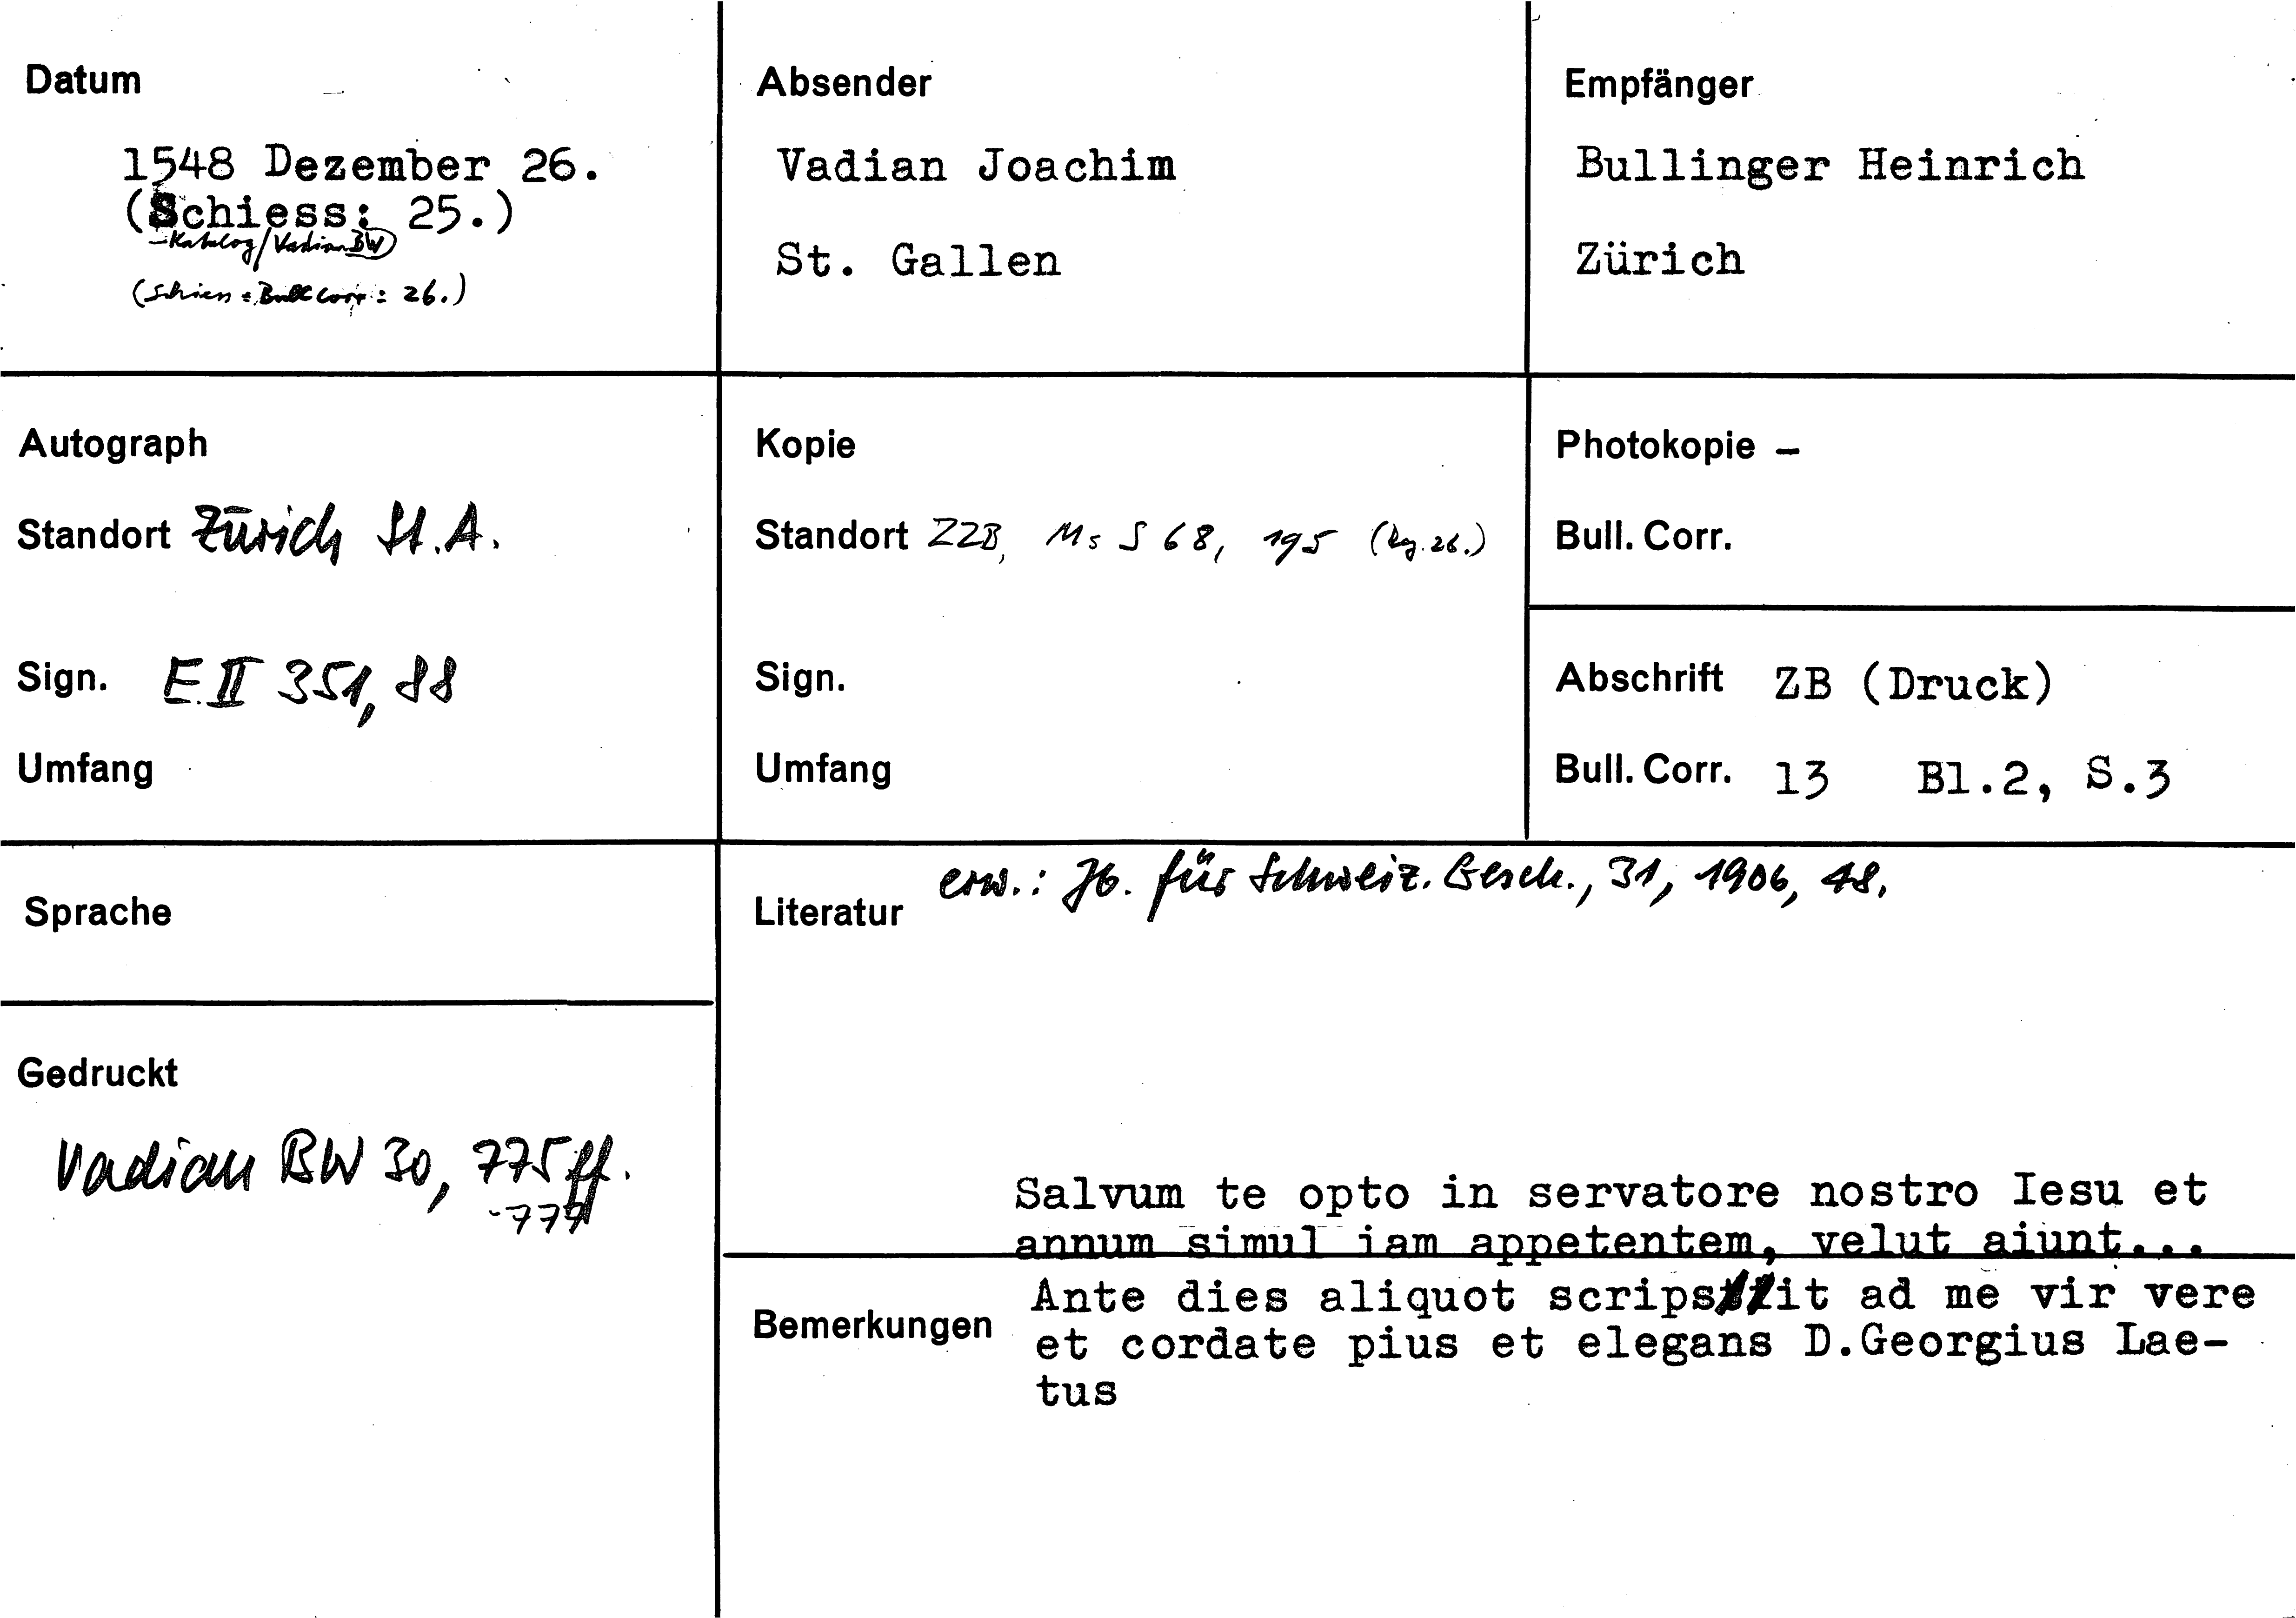 Datum
1548 Dezember 26.
(Schiess: 25.)
-Katalog/Vadian BW)
(Schiess = Bull Corr: 26.)
Absender
Vadian Joachim
St. Gallen
Empfänger
Bullinger Heinrich
Zürich
Autograph
Standort Zürich St.A.
Sign. E II 351, 88
Umfang
Kopie
Standort ZZB, Ms S 68, 195 (26.)
Sign.
Umfang
Photokopie –
Bull. Corr.
Abschrift ZB (Druck)
Bull. Corr. 13 Bl.2, S.3
Sprache
Gedruckt
Vadian BW 30, 775ff.
-777
Literatur erw.: Jb. für Schweiz. Gesch., 31, 1906, 48.
Salvum te opto in servatore nostro Iesu et
annum simul iam appetentem, velut aiunt...
Bemerkungen
Ante dies aliquot scripsit ad me vir vere
et cordate pius et elegans D.Georgius Lae-
tus